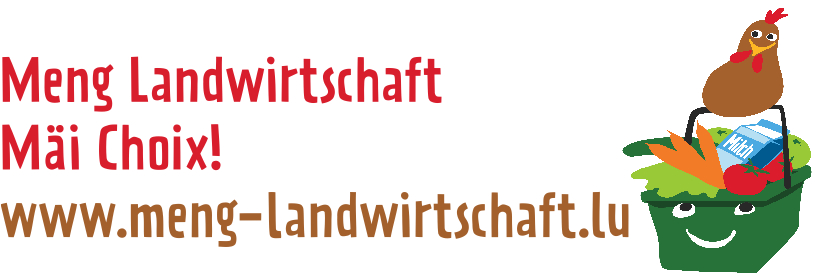 Meng Landwirtschaft
Mäi Choix!
www.meng-landwirtschaft.lu
Milch